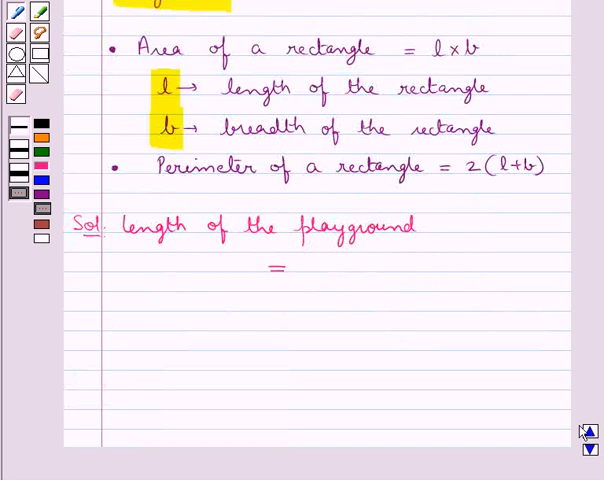 • Area of a rectangle = l × b
l → length of the rectangle
b → breadth of the rectangle
• Perimeter of a rectangle = 2(l+b)
Sol. length of the playground
=